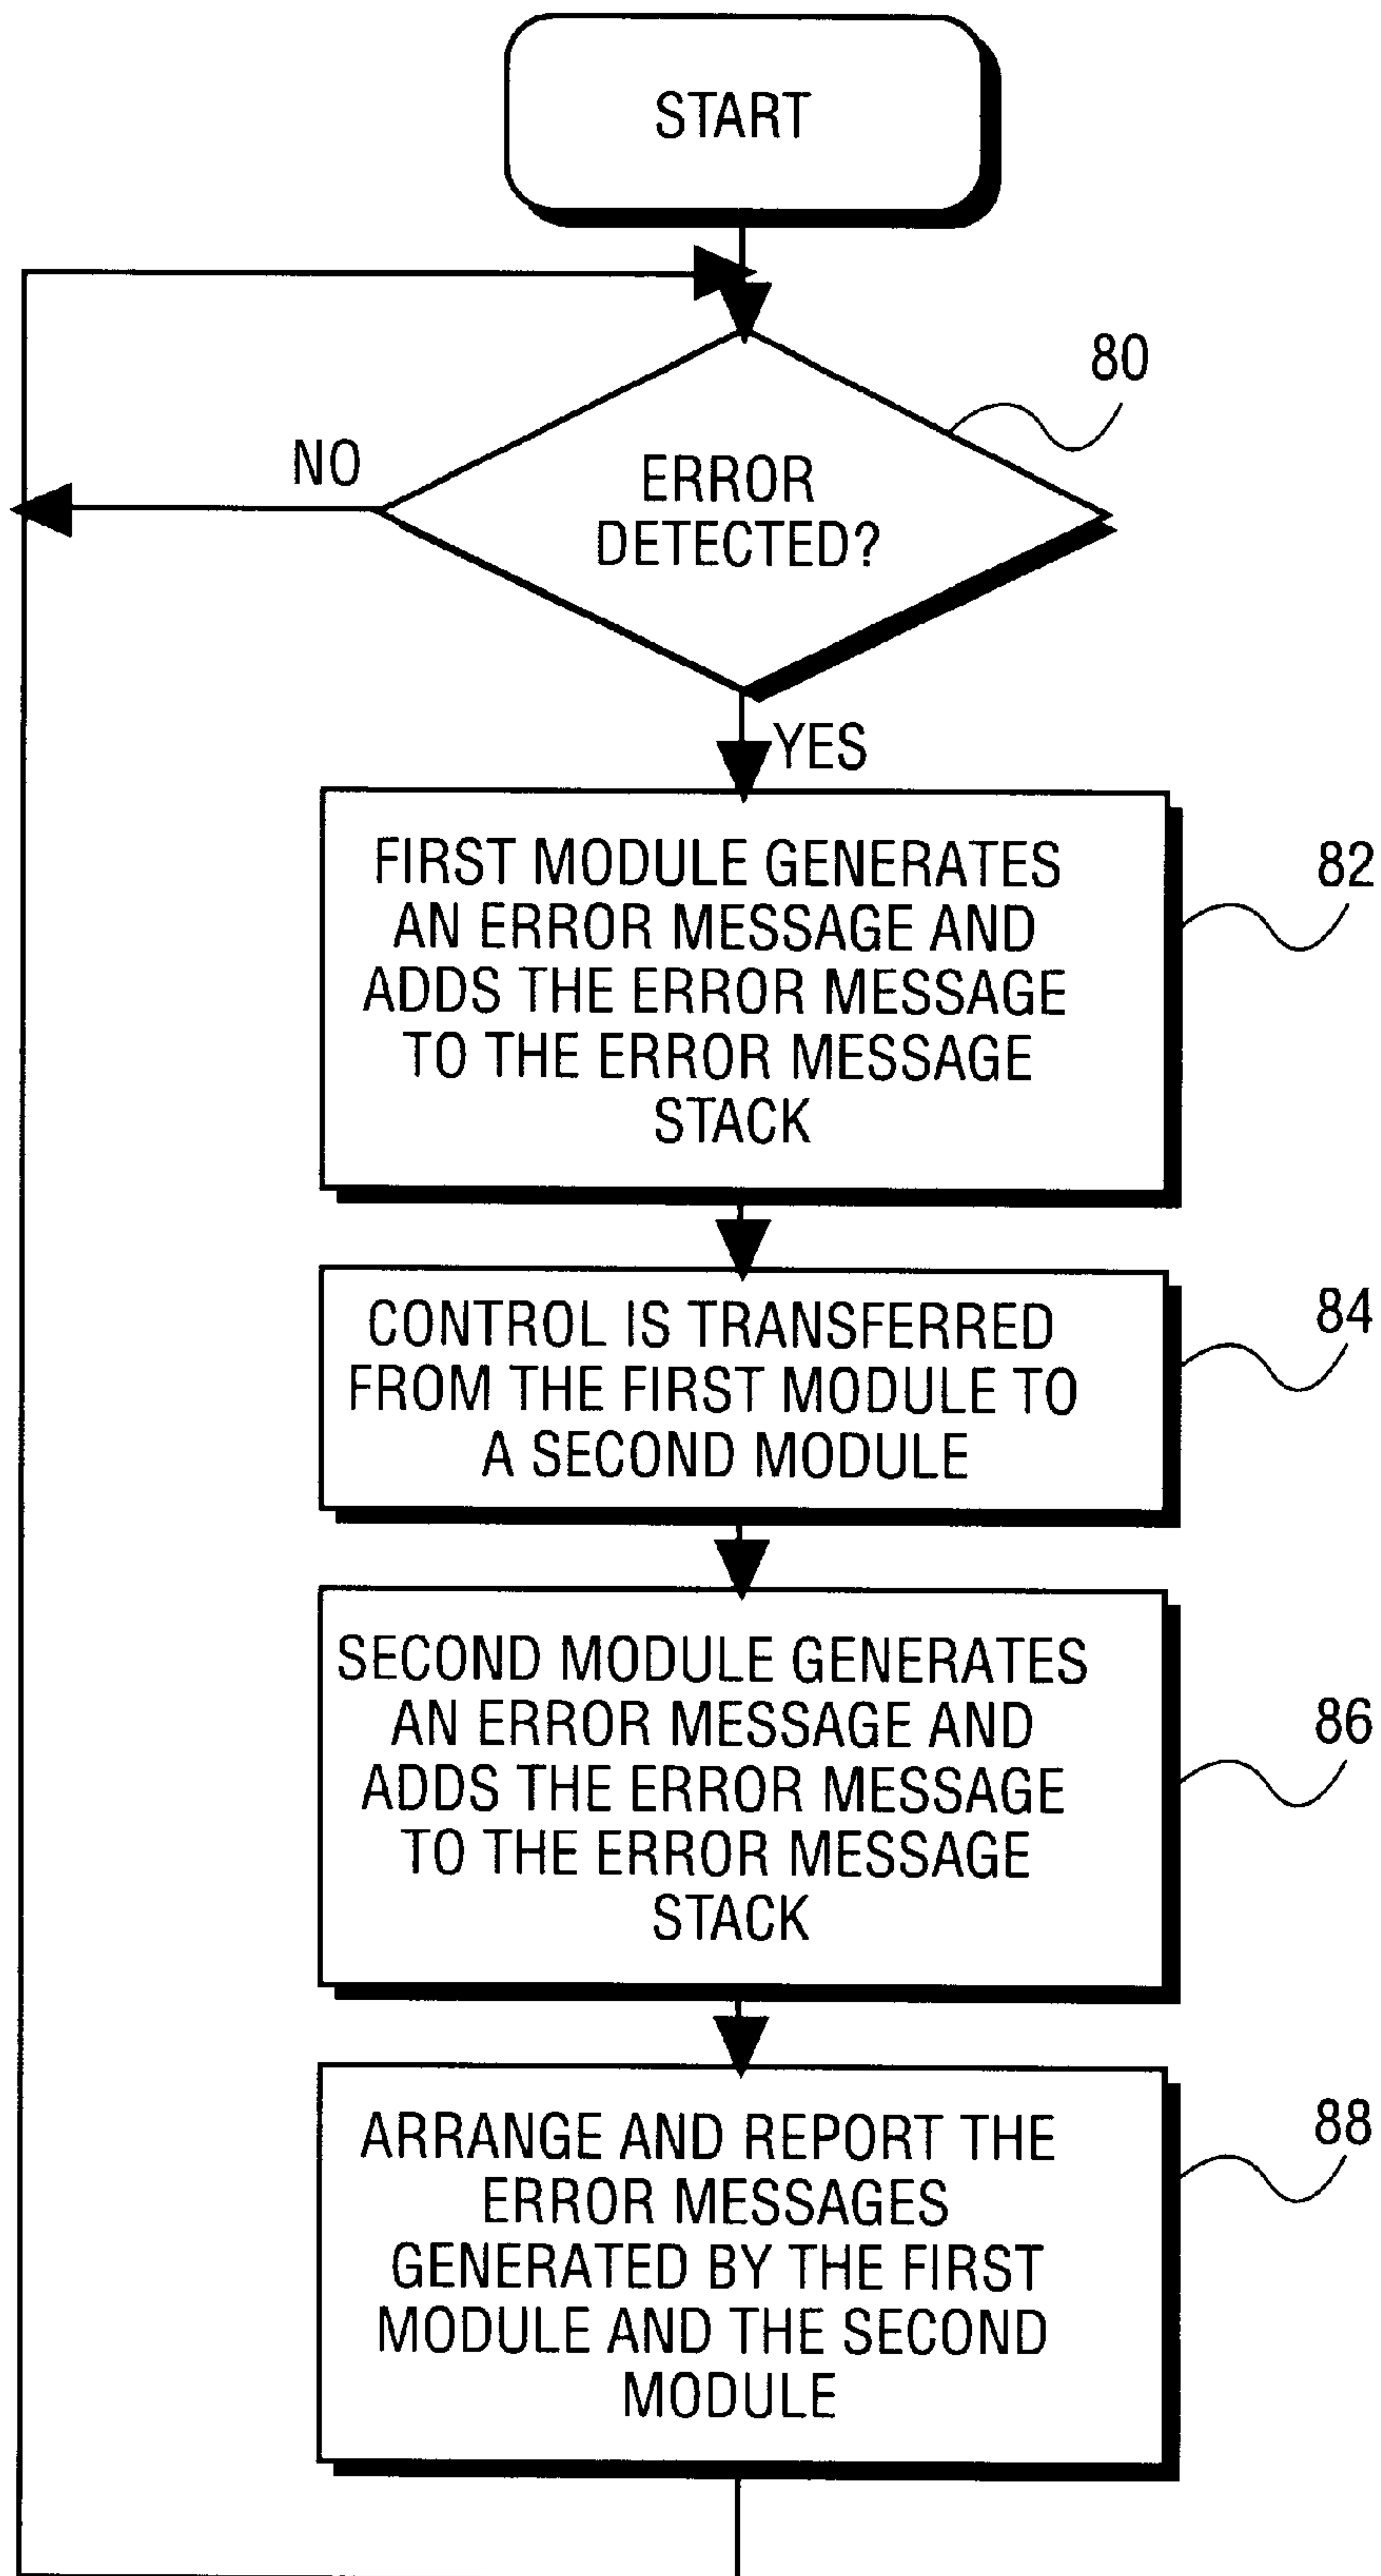 START
80
NO
ERROR
DETECTED?
YES
FIRST MODULE GENERATES
AN ERROR MESSAGE AND
ADDS THE ERROR MESSAGE
TO THE ERROR MESSAGE
STACK
82
CONTROL IS TRANSFERRED
FROM THE FIRST MODULE TO
A SECOND MODULE
84
SECOND MODULE GENERATES
AN ERROR MESSAGE AND
ADDS THE ERROR MESSAGE
TO THE ERROR MESSAGE
STACK
86
ARRANGE AND REPORT THE
ERROR MESSAGES
GENERATED BY THE FIRST
MODULE AND THE SECOND
MODULE
88